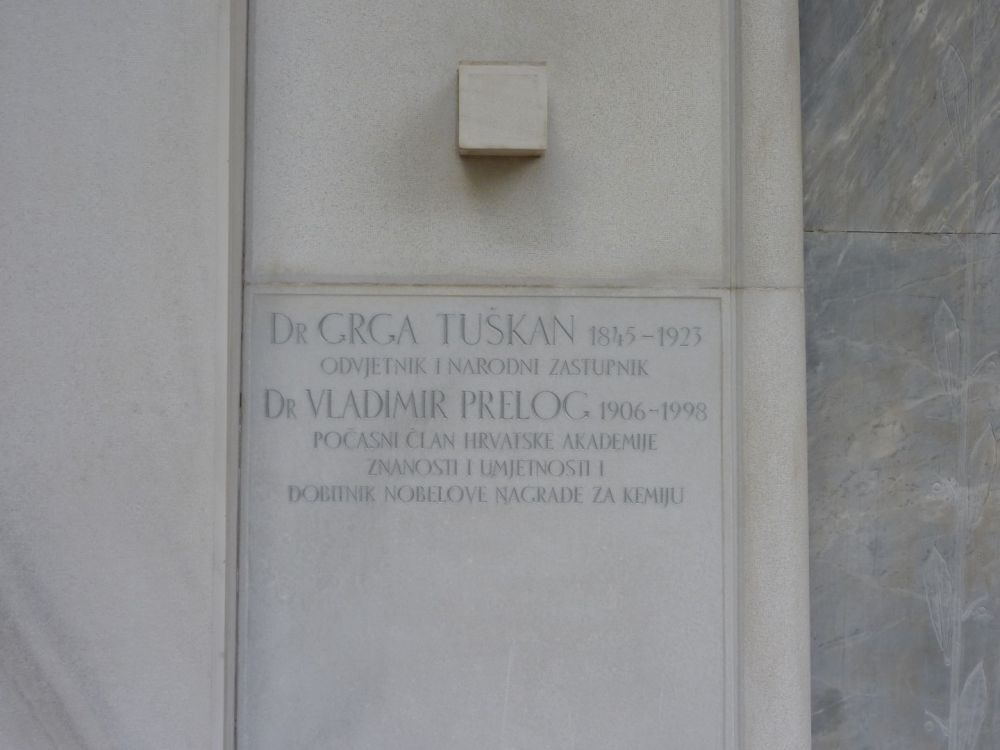 Dr GRGA TUŠKAN 1845-1923
ODVJETNIK I NARODNI ZASTUPNIK
Dr VLADIMIR PRELOG 1906-1998
POČASNI ČLAN HRVATSKE AKADEMIJE
ZNANOSTI I UMJETNOSTI I
DOBITNIK NOBELOVE NAGRADE ZA KEMIJU